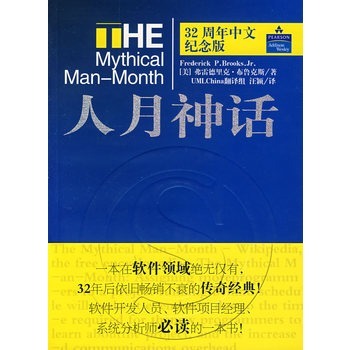 THE
Mythical
Man–Month
32 周年中文
纪念版
PEARSON
Addison
Wesley
Frederick P.Brooks.Jr.
[美] 弗雷德里克·布鲁克斯/著
UMLChina翻译组 汪颖/译
人月神话
一本在软件领域绝无仅有,
32年后依旧畅销不衰的传奇经典!
软件开发人员、软件项目经理、
系统分析师必读的一本书!